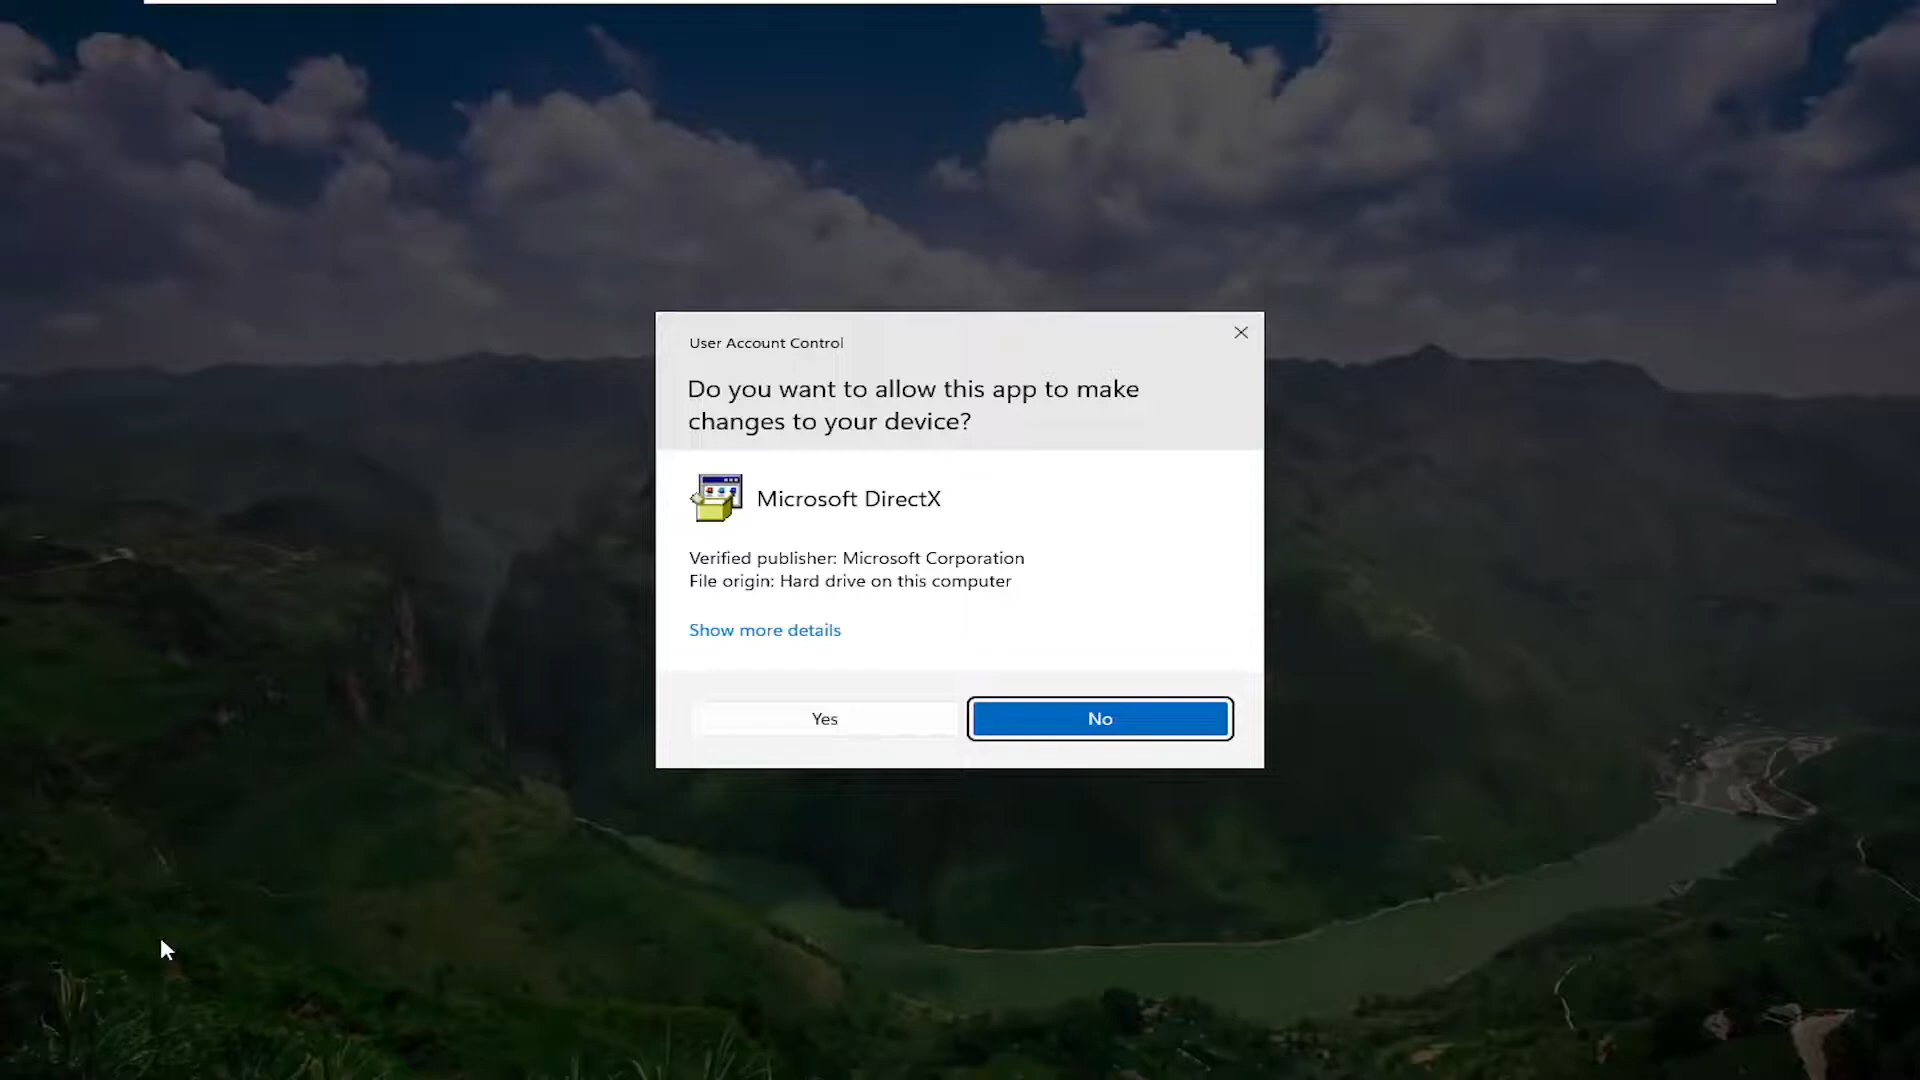 User Account Control
Do you want to allow this app to make
changes to your device?
Microsoft DirectX
Verified publisher: Microsoft Corporation
File origin: Hard drive on this computer
Show more details
Yes
No